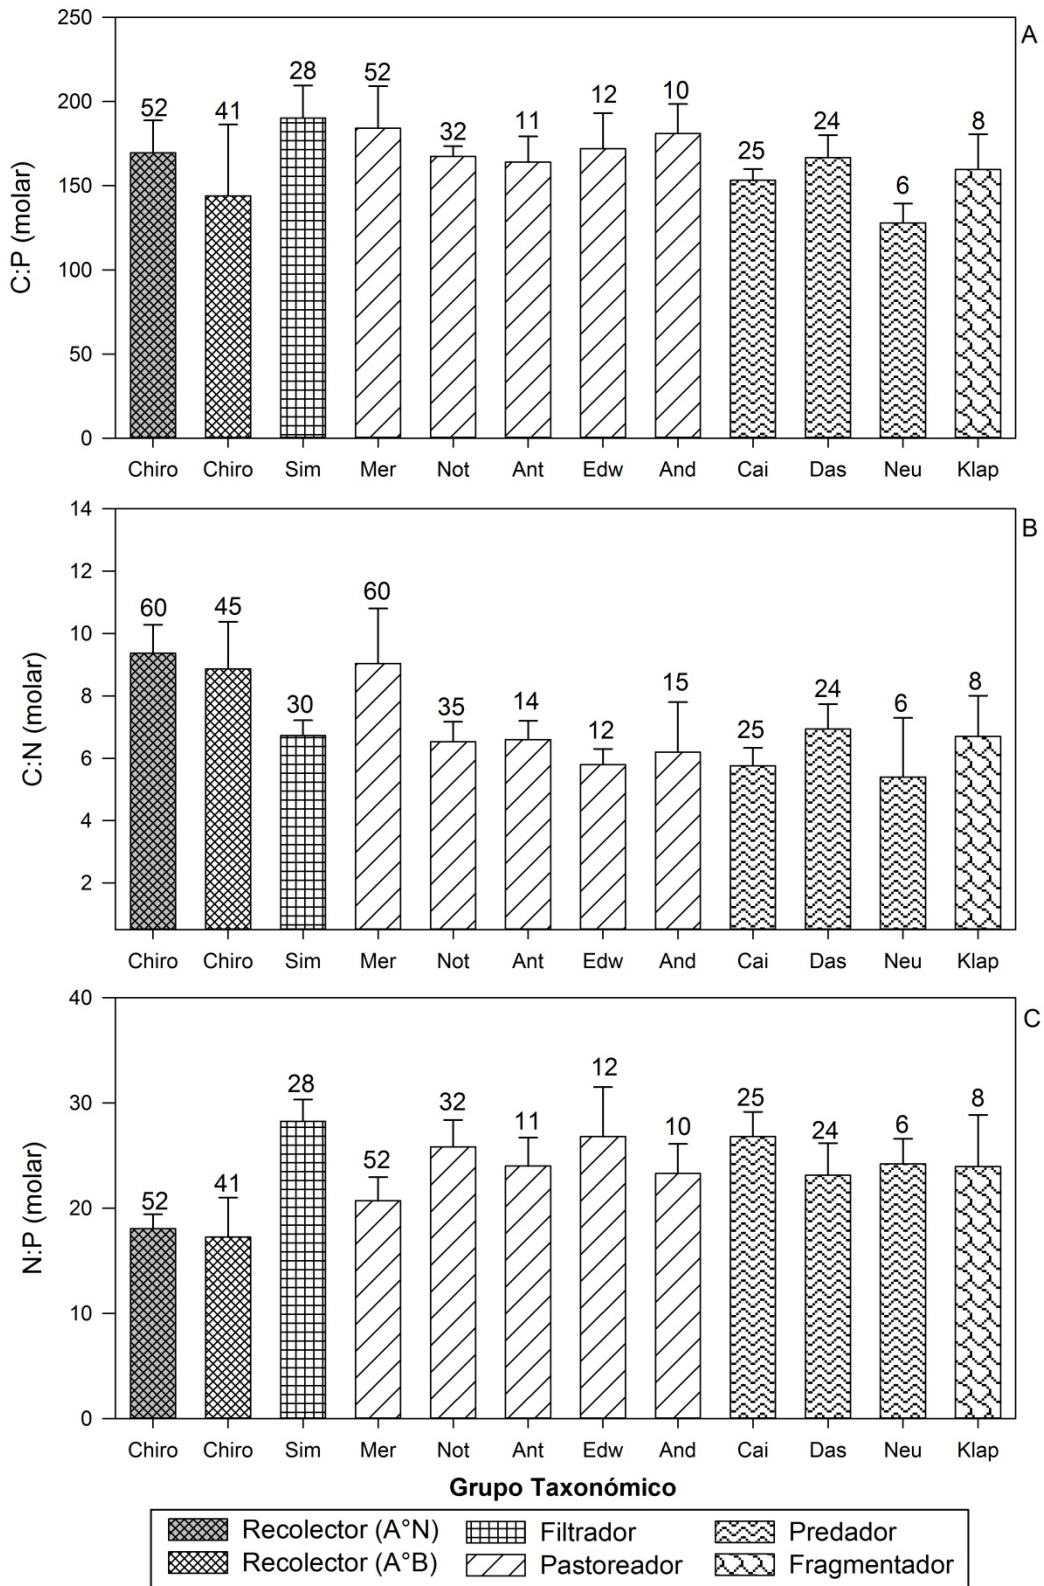 250
200
150
100
50
0
C:P (molar)
A
52 41 28 52 32 11 12 10 25 24 6 8
Chiro Chiro Sim Mer Not Ant Edw And Cai Das Neu Klap
14
12
10
8
6
4
2
C:N (molar)
B
60 45 30 60 35 14 12 15 25 24 6 8
Chiro Chiro Sim Mer Not Ant Edw And Cai Das Neu Klap
40
30
20
10
0
N:P (molar)
C
52 41 28 52 32 11 12 10 25 24 6 8
Chiro Chiro Sim Mer Not Ant Edw And Cai Das Neu Klap
Grupo Taxonómico
Recolector (A°N) Filtrador Predador
Recolector (A°B) Pastoreador Fragmentador